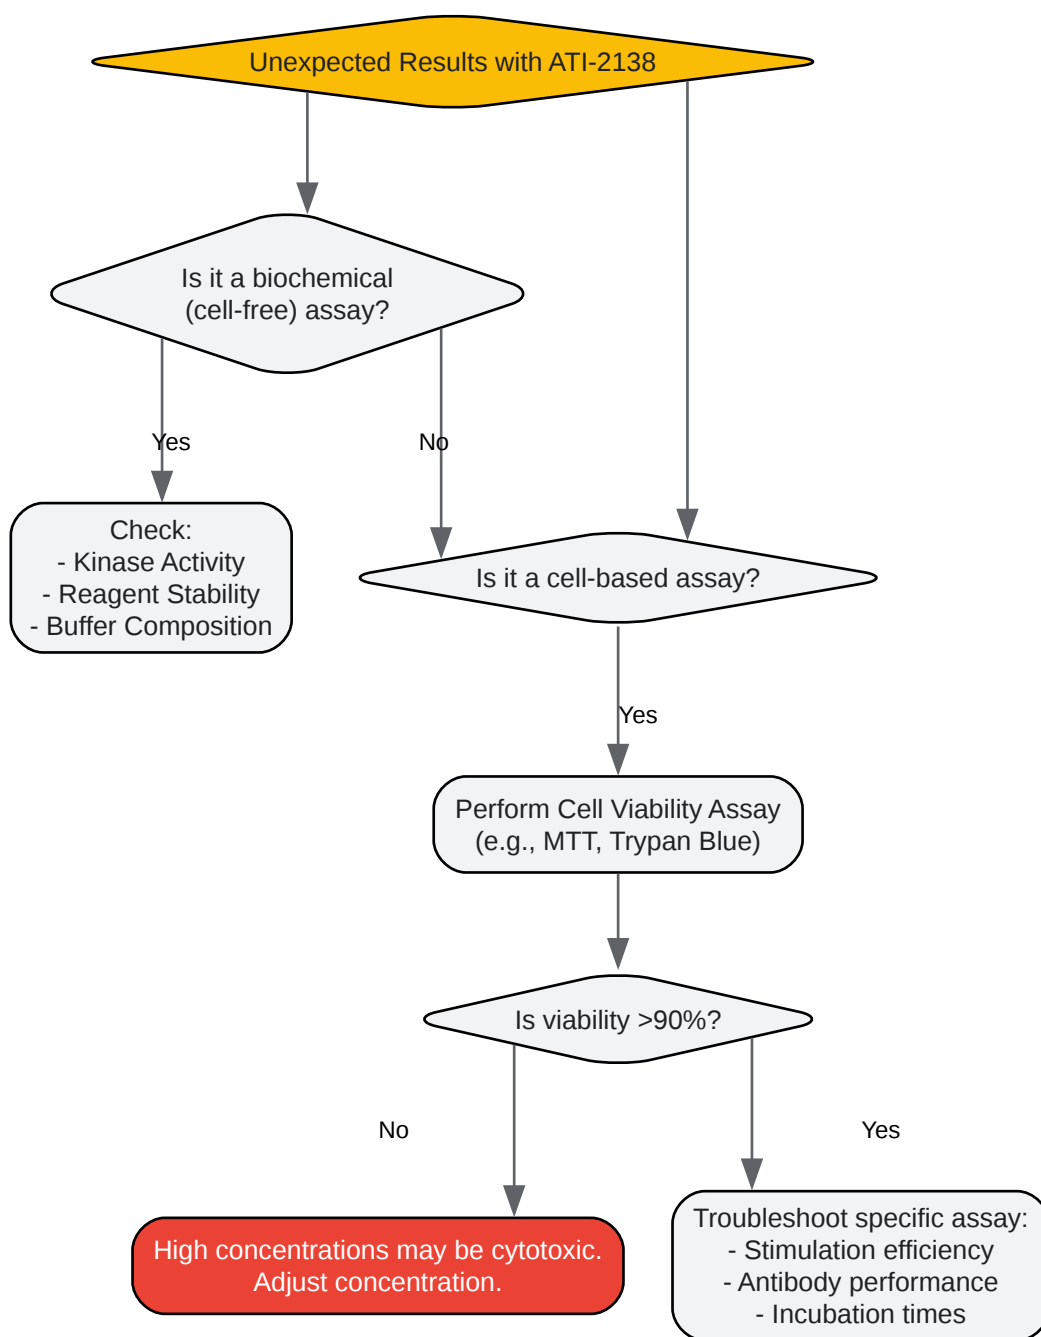 Unexpected Results with ATI-2138
Is it a biochemical
(cell-free) assay?
Yes
No
Check:
- Kinase Activity
- Reagent Stability
- Buffer Composition
Is it a cell-based assay?
Yes
Perform Cell Viability Assay
(e.g., MTT, Trypan Blue)
Is viability >90%?
No
Yes
High concentrations may be cytotoxic.
Adjust concentration.
Troubleshoot specific assay:
- Stimulation efficiency
- Antibody performance
- Incubation times